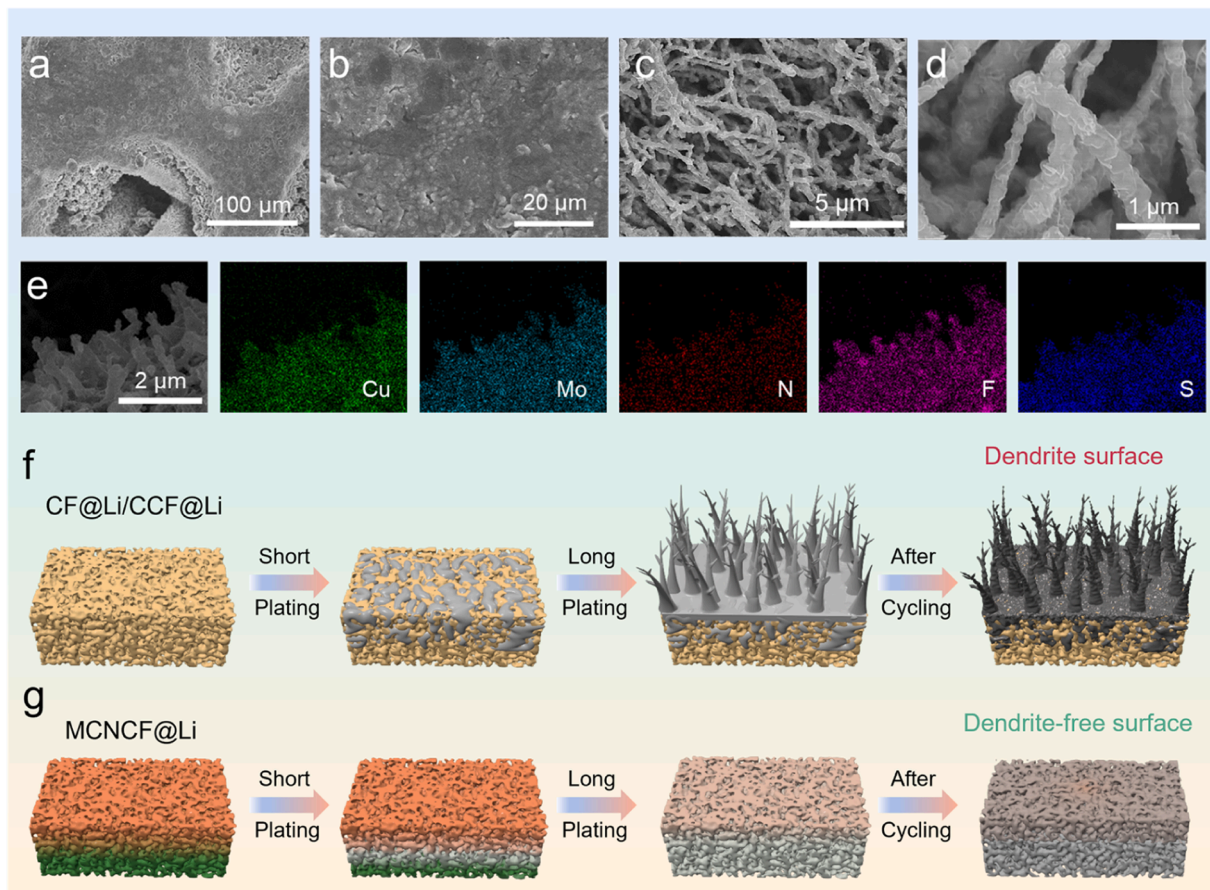 a
b
c
d
100 μm
20 μm
5 μm
1 μm
e
2 μm
Cu
Mo
N
F
S
f
Dendrite surface
CF@Li/CCF@Li
Short
Plating
Long
Plating
After
Cycling
g
MCNCF@Li
Dendrite-free surface
Short
Plating
Long
Plating
After
Cycling